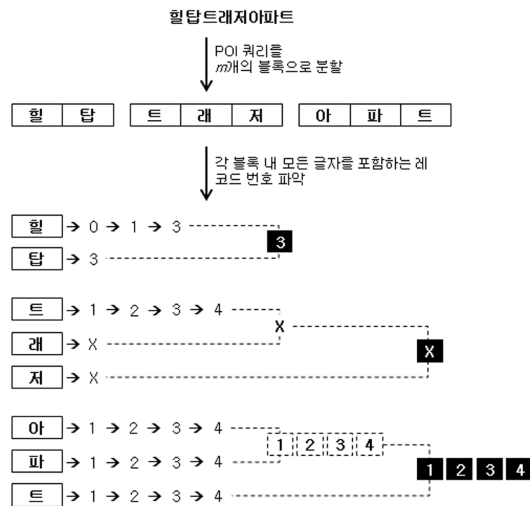 힐탑트래저아파트
POI 쿼리를
m개의 블록으로 분할
힐 탑 트 래 저 아 파 트
각 블록 내 모든 글자를 포함하는 레
코드 번호 파악
힐 → 0 → 1 → 3
3
탑 → 3
트 → 1 → 2 → 3 → 4
X
래 → X
X
저 → X
아 → 1 → 2 → 3 → 4
1 2 3 4
파 → 1 → 2 → 3 → 4
1 2 3 4
트 → 1 → 2 → 3 → 4